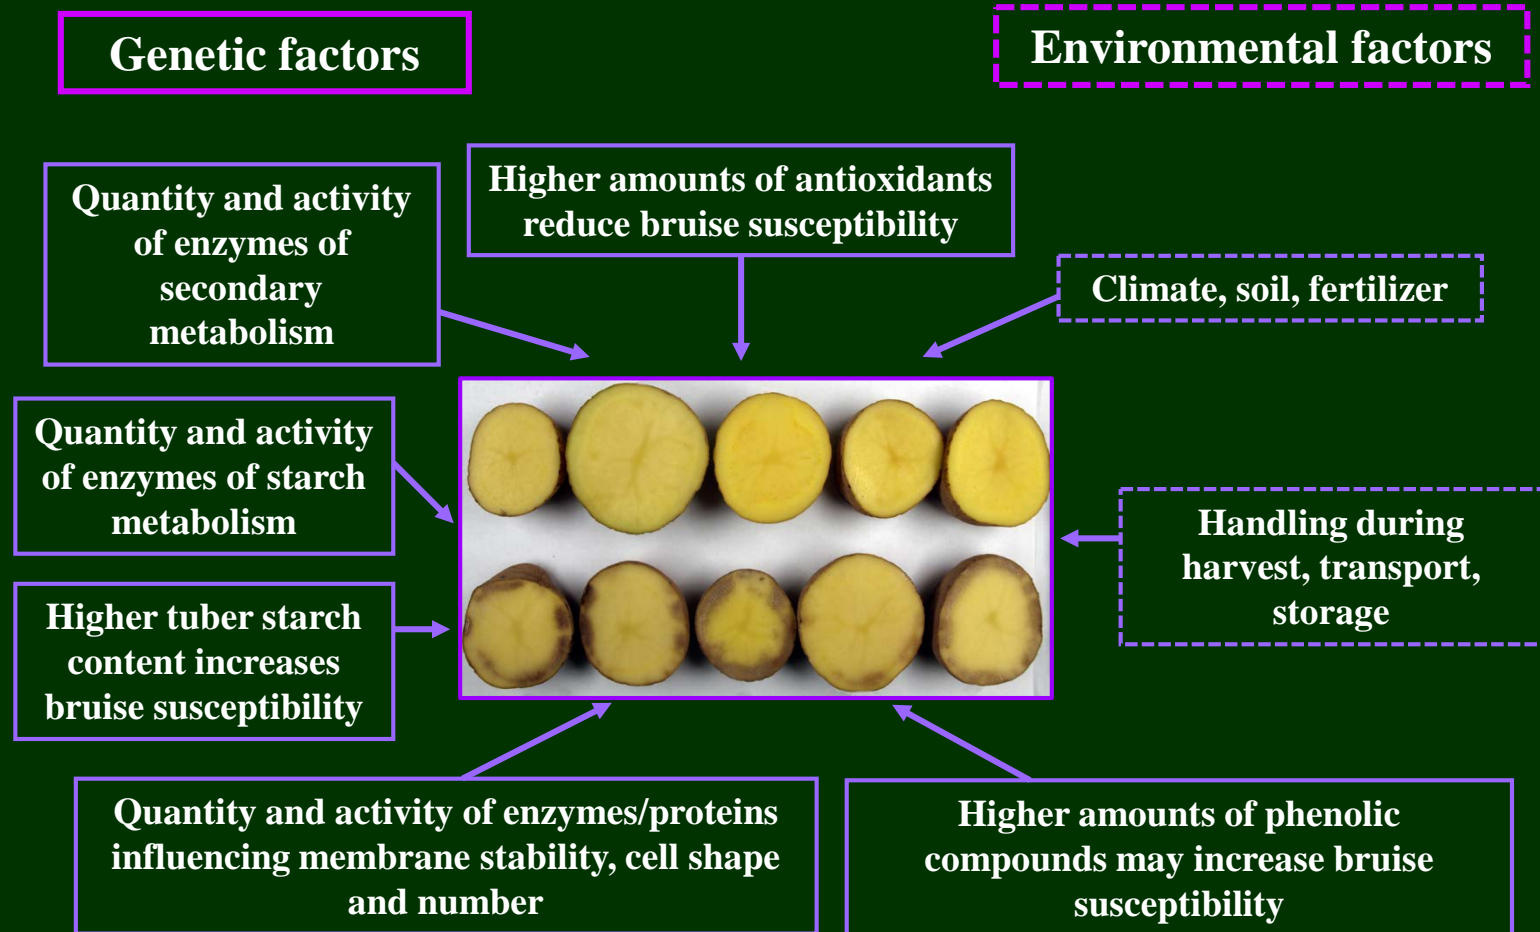 Genetic factors
Environmental factors
Quantity and activity
of enzymes of
secondary
metabolism
Higher amounts of antioxidants
reduce bruise susceptibility
Climate, soil, fertilizer
Quantity and activity
of enzymes of starch
metabolism
Handling during
harvest, transport,
storage
Higher tuber starch
content increases
bruise susceptibility
Quantity and activity of enzymes/proteins
influencing membrane stability, cell shape
and number
Higher amounts of phenolic
compounds may increase bruise
susceptibility